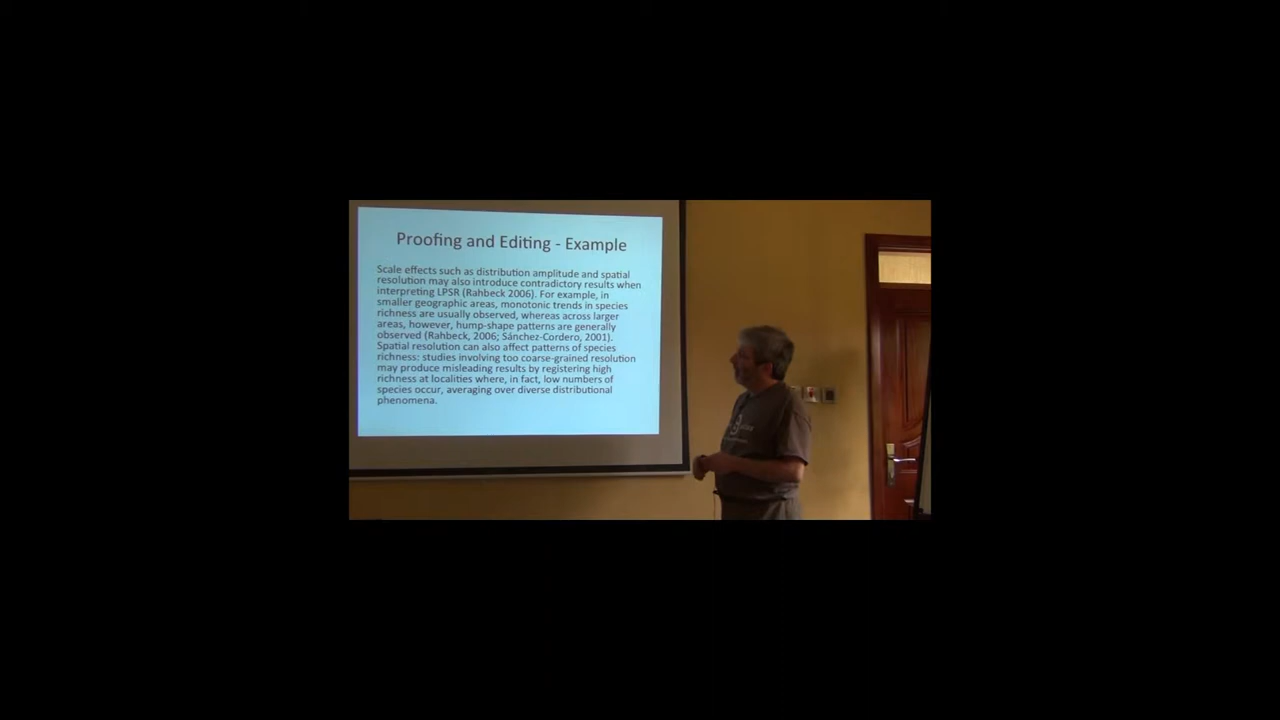 Proofing and Editing - Example
Scale effects such as distribution amplitude and spatial
resolution may also introduce contradictory results when
interpreting LPSR (Rahbeck 2006). For example, in
smaller geographic areas, monotonic trends in species
richness are usually observed, whereas across larger
areas, however, hump-shape patterns are generally
observed (Rahbeck, 2006; Sánchez-Cordero, 2001).
Spatial resolution can also affect patterns of species
richness: studies involving too coarse-grained resolution
may produce misleading results by registering high
richness at localities where, in fact, low numbers of
species occur, averaging over diverse distributional
phenomena.